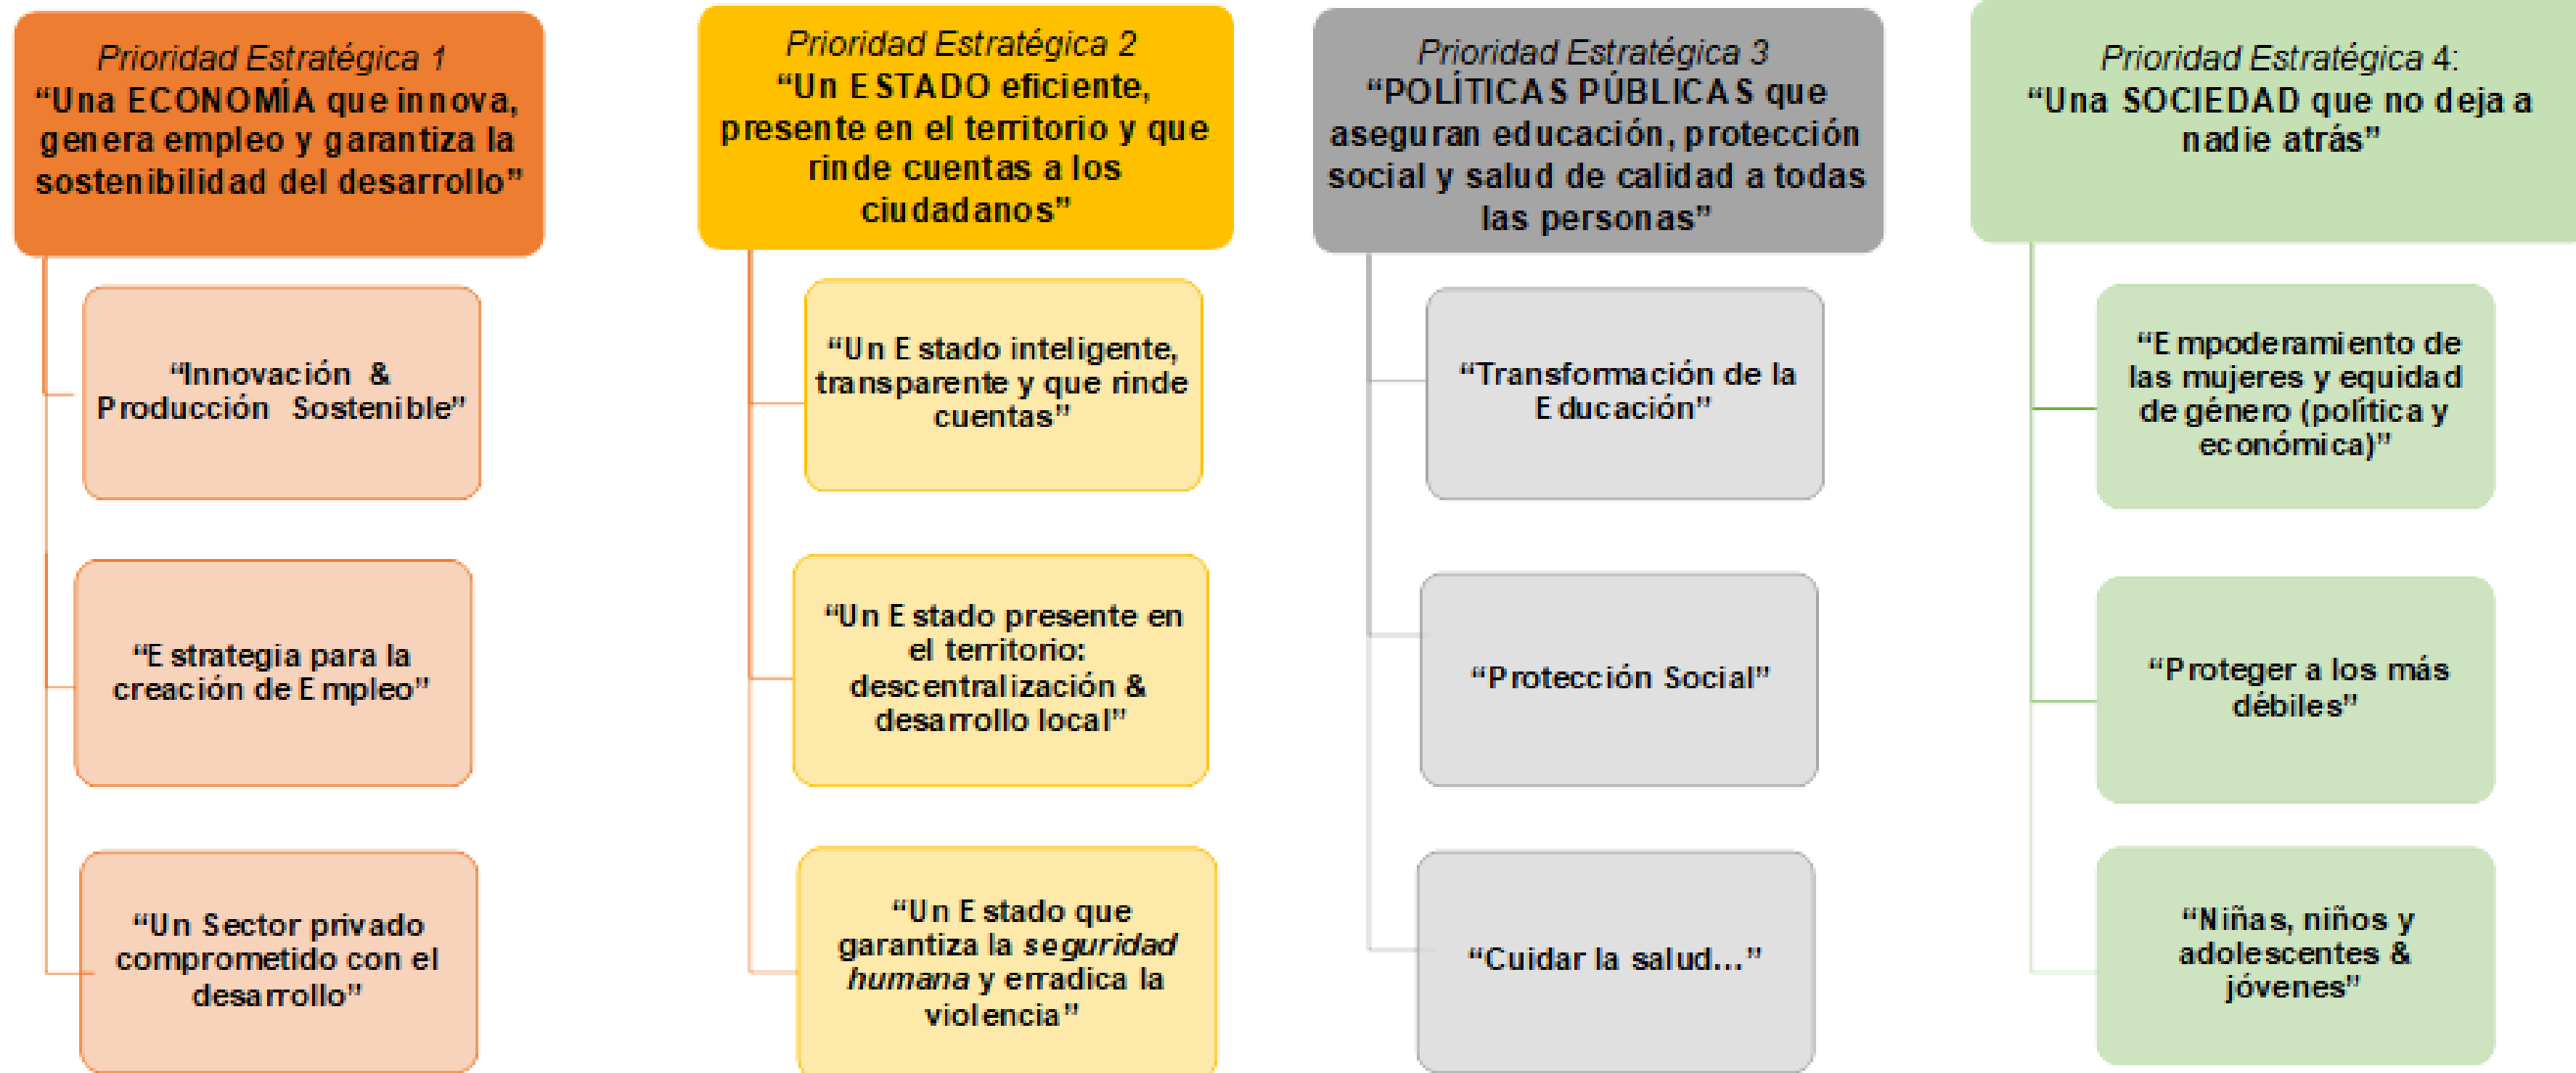 Prioridad Estratégica 1
“Una ECONOMÍA que innova,
genera empleo y garantiza la
sostenibilidad del desarrollo”
“Innovación &
Producción Sostenible”
“Estrategia para la
creación de Empleo”
“Un Sector privado
comprometido con el
desarrollo”
Prioridad Estratégica 2
“Un ESTADO eficiente,
presente en el territorio y que
rinde cuentas a los
ciudadanos”
“Un Estado inteligente,
transparente y que rinde
cuentas”
“Un Estado presente en
el territorio:
descentralización &
desarrollo local”
“Un Estado que
garantiza la seguridad
humana y erradica la
violencia”
Prioridad Estratégica 3
“POLÍTICAS PÚBLICAS que
aseguran educación, protección
social y salud de calidad a todas
las personas”
“Transformación de la
Educación”
“Protección Social”
“Cuidar la salud...”
Prioridad Estratégica 4:
“Una SOCIEDAD que no deja a
nadie atrás”
“Empoderamiento de
las mujeres y equidad
de género (política y
económica)”
“Proteger a los más
débiles”
“Niñas, niños y
adolescentes &
jóvenes”